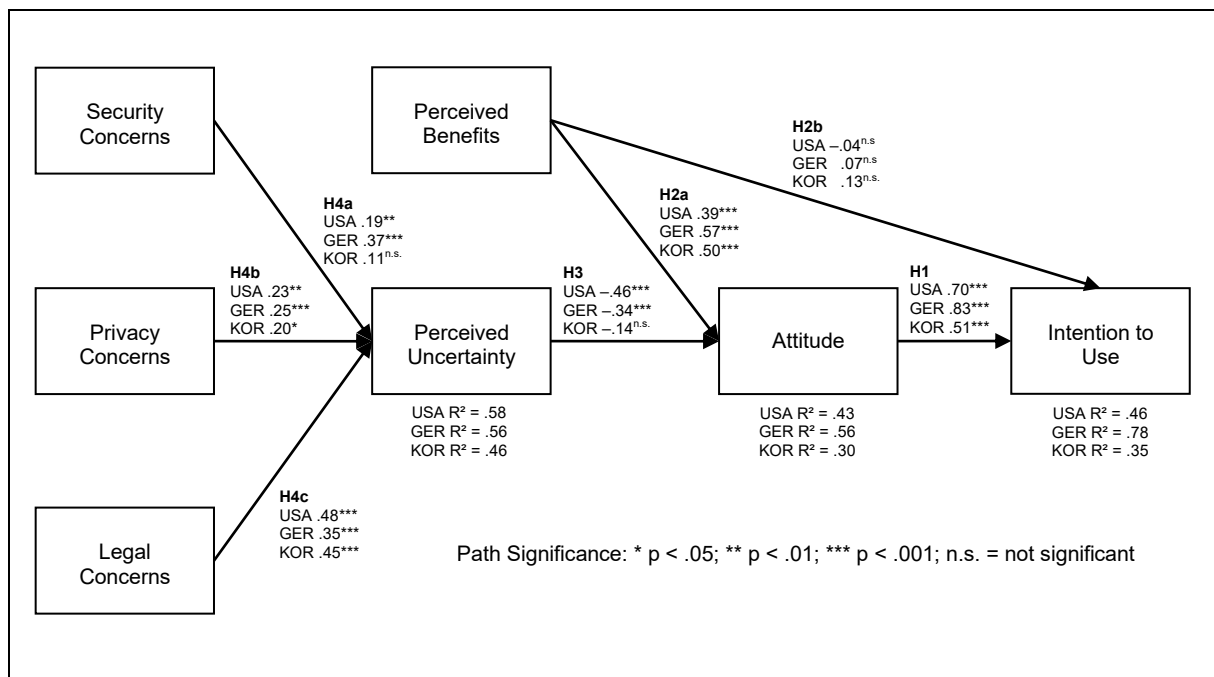 Security
Concerns
Perceived
Benefits
H2b
USA –.04n.s
GER .07n.s
KOR .13n.s.
H4a
USA .19**
GER .37***
KOR .11n.s.
H2a
USA .39***
GER .57***
KOR .50***
H4b
USA .23**
GER .25***
KOR .20*
H3
USA –.46***
GER –.34***
KOR –.14n.s.
H1
USA .70***
GER .83***
KOR .51***
Privacy
Concerns
Perceived
Uncertainty
Attitude
Intention to
Use
USA R² = .58
GER R² = .56
KOR R² = .46
USA R² = .43
GER R² = .56
KOR R² = .30
USA R² = .46
GER R² = .78
KOR R² = .35
H4c
USA .48***
GER .35***
KOR .45***
Legal
Concerns
Path Significance: * p < .05; ** p < .01; *** p < .001; n.s. = not significant